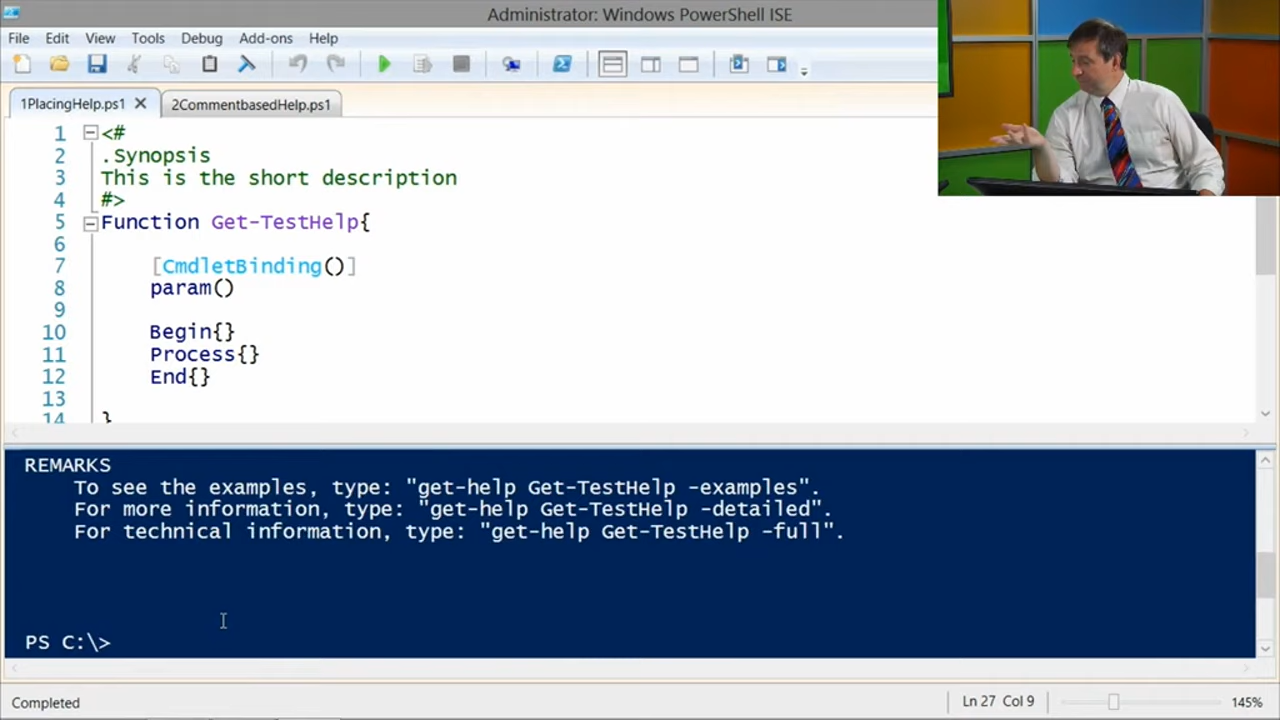 Administrator: Windows PowerShell ISE
File Edit View Tools Debug Add-ons Help
1PlacingHelp.ps1 2CommentbasedHelp.ps1
1 <#
2 .Synopsis
3 This is the short description
4 #>
5 Function Get-TestHelp{
6
7 [CmdletBinding()]
8 param()
9
10 Begin{}
11 Process{}
12 End{}
13
14 }
REMARKS
To see the examples, type: "get-help Get-TestHelp -examples".
For more information, type: "get-help Get-TestHelp -detailed".
For technical information, type: "get-help Get-TestHelp -full".
PS C:\>
Completed Ln 27 Col 9 145%